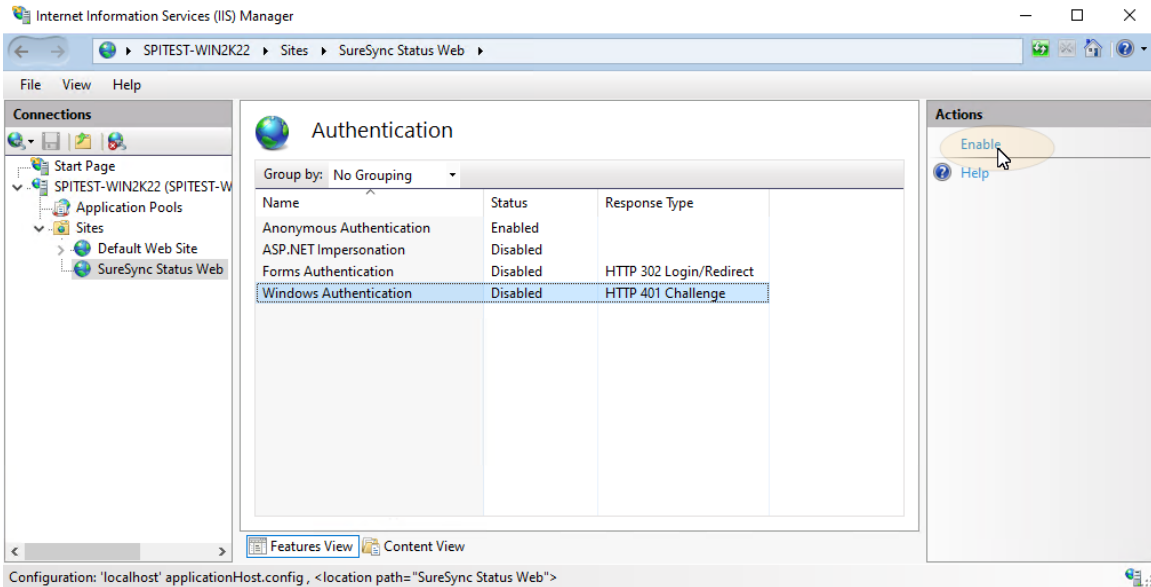 Internet Information Services (IIS) Manager
SPITEST-WIN2K22 Sites SureSync Status Web
File View Help
Connections
Start Page
SPITEST-WIN2K22 (SPITEST-W
Application Pools
Sites
Default Web Site
SureSync Status Web
Authentication
Group by: No Grouping
Name Status Response Type
Anonymous Authentication Enabled
ASP.NET Impersonation Disabled
Forms Authentication Disabled HTTP 302 Login/Redirect
Windows Authentication Disabled HTTP 401 Challenge
Features View Content View
Actions
Enable
Help
Configuration: 'localhost' applicationHost.config , <location path="SureSync Status Web">